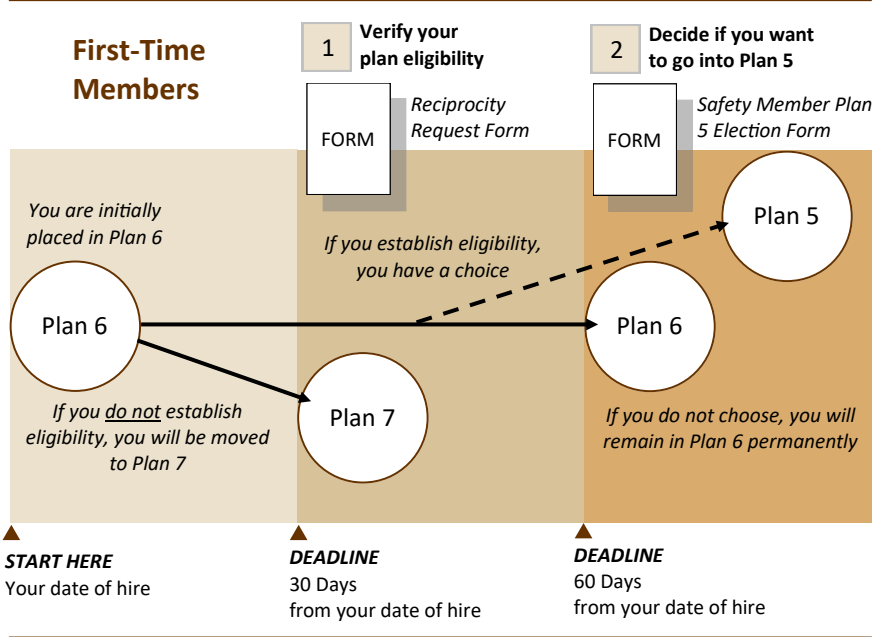 First-Time
Members
1
Verify your
plan eligibility
FORM
Reciprocity
Request Form
2
Decide if you want
to go into Plan 5
FORM
Safety Member Plan
5 Election Form
You are initially
placed in Plan 6
Plan 6
If you do not establish
eligibility, you will be moved
to Plan 7
If you establish eligibility,
you have a choice
Plan 7
Plan 5
Plan 6
If you do not choose, you will
remain in Plan 6 permanently
START HERE
Your date of hire
DEADLINE
30 Days
from your date of hire
DEADLINE
60 Days
from your date of hire